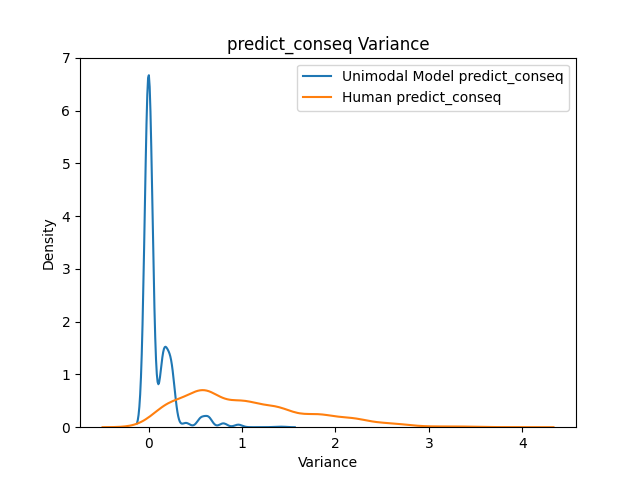 predict_conseq Variance
Unimodal Model predict_conseq
Human predict_conseq
7
6
5
4
3
2
1
0
Density
0
1
2
3
4
Variance